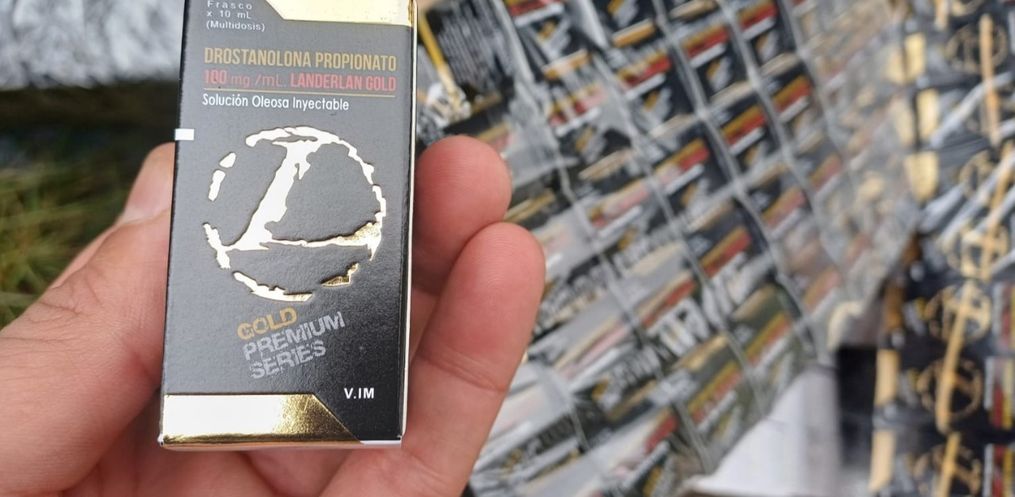 Frasco
x 10 mL
(Multidosis)
DROSTANOLONA PROPIONATO
100 mg /mL. LANDERLAN GOLD
Solución Oleosa Inyectable
L
GOLD
PREMIUM
SERIES
V.IM